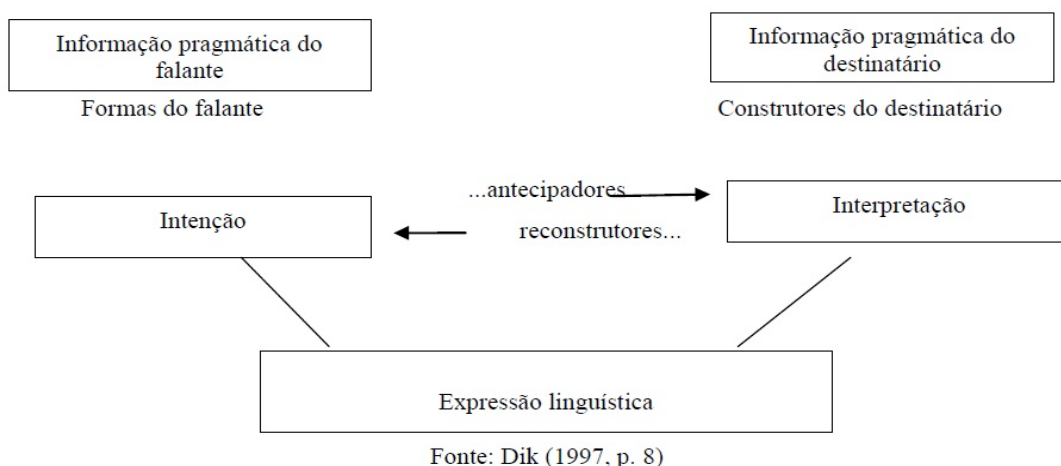 Informação pragmática do
falante
Informação pragmática do
destinatário
Formas do falante
Construtores do destinatário
...antecipadores
Intenção
Interpretação
reconstrutores...
Expressão linguística
Fonte: Dik (1997, p. 8)